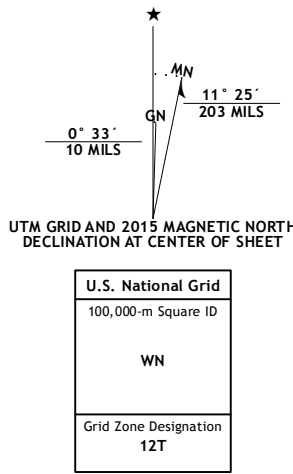 ★
MN
GN
11° 25´
203 MILS
0° 33´
10 MILS
UTM GRID AND 2015 MAGNETIC NORTH
DECLINATION AT CENTER OF SHEET
U.S. National Grid
100,000-m Square ID
WN
Grid Zone Designation
12T